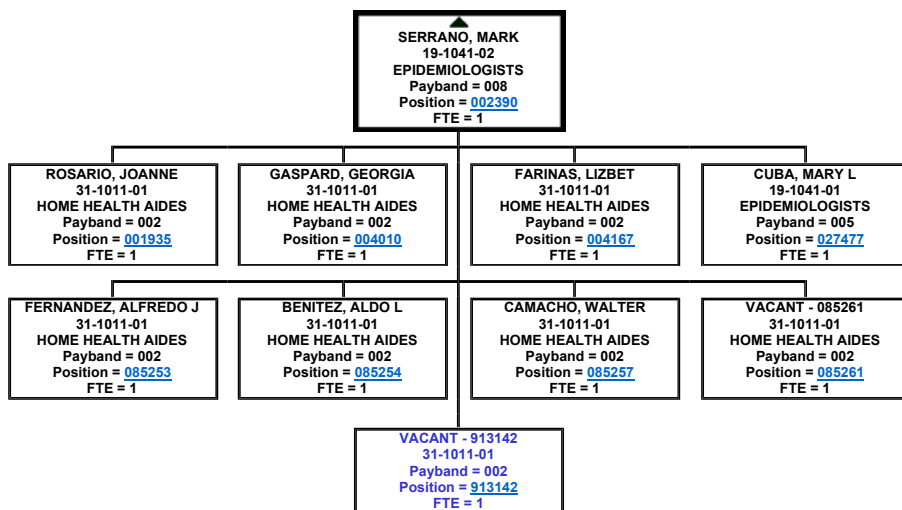 SERRANO, MARK
19-1041-02
EPIDEMIOLOGISTS
Payband = 008
Position = 002390
FTE = 1
ROSARIO, JOANNE
31-1011-01
HOME HEALTH AIDES
Payband = 002
Position = 001935
FTE = 1
GASPARD, GEORGIA
31-1011-01
HOME HEALTH AIDES
Payband = 002
Position = 004010
FTE = 1
FARINAS, LIZBET
31-1011-01
HOME HEALTH AIDES
Payband = 002
Position = 004167
FTE = 1
CUBA, MARY L
19-1041-01
EPIDEMIOLOGISTS
Payband = 005
Position = 027477
FTE = 1
FERNANDEZ, ALFREDO J
31-1011-01
HOME HEALTH AIDES
Payband = 002
Position = 085253
FTE = 1
BENITEZ, ALDO L
31-1011-01
HOME HEALTH AIDES
Payband = 002
Position = 085254
FTE = 1
CAMACHO, WALTER
31-1011-01
HOME HEALTH AIDES
Payband = 002
Position = 085257
FTE = 1
VACANT - 085261
31-1011-01
HOME HEALTH AIDES
Payband = 002
Position = 085261
FTE = 1
VACANT - 913142
31-1011-01
Payband = 002
Position = 913142
FTE = 1